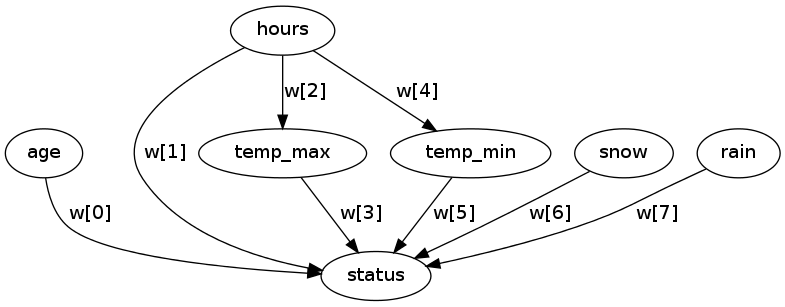 hours
w[2]
w[4]
age
w[1]
temp_max
temp_min
snow
rain
w[0]
w[3]
w[5]
w[6]
w[7]
status